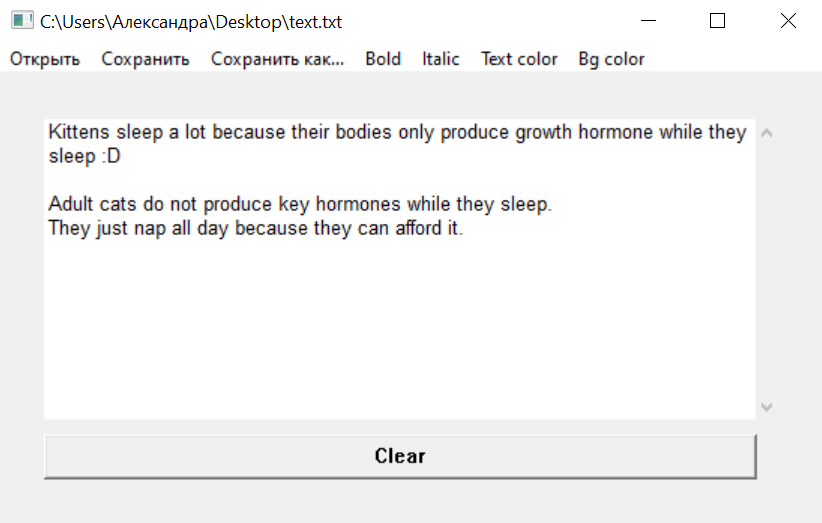 C:\Users\Александра\Desktop\text.txt
Открыть Сохранить Сохранить как... Bold Italic Text color Bg color
Kittens sleep a lot because their bodies only produce growth hormone while they
sleep :D
Adult cats do not produce key hormones while they sleep.
They just nap all day because they can afford it.
Clear